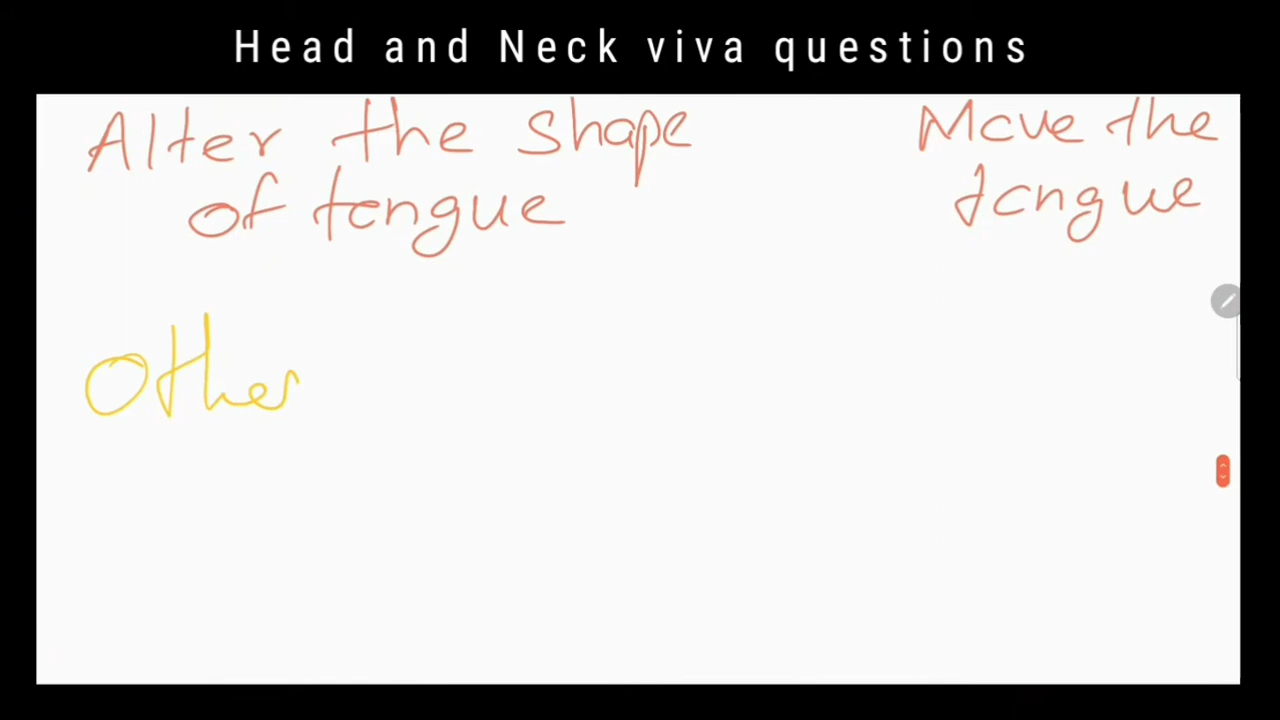 Head and Neck viva questions
Alter the shape
of tongue
Move the
tongue
Other